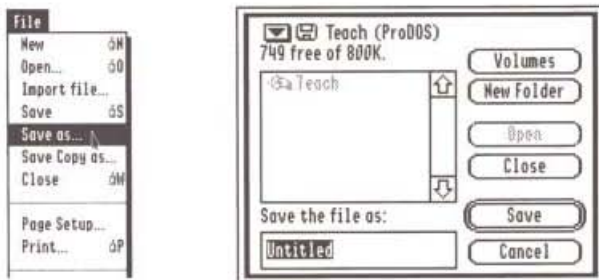 File
New ⌘N
Open... ⌘O
Import file...
Save ⌘S
Save as...
Save Copy as...
Close ⌘W
Page Setup...
Print... ⌘P
Teach (ProDOS)
749 free of 800K.
Teach
Save the file as:
Untitled
Volumes
New Folder
Open
Close
Save
Cancel